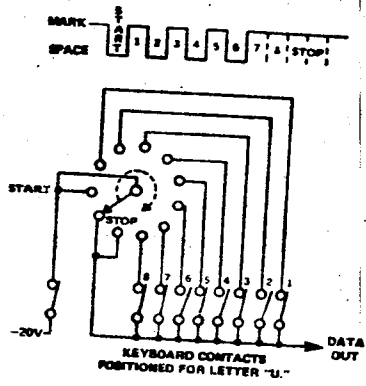 MARK
START
SPACE
1 2 3 4 5 6 7 8 STOP
START
STOP
8 7 6 5 4 3 2 1
-20V
DATA OUT
KEYBOARD CONTACTS
POSITIONED FOR LETTER "U."